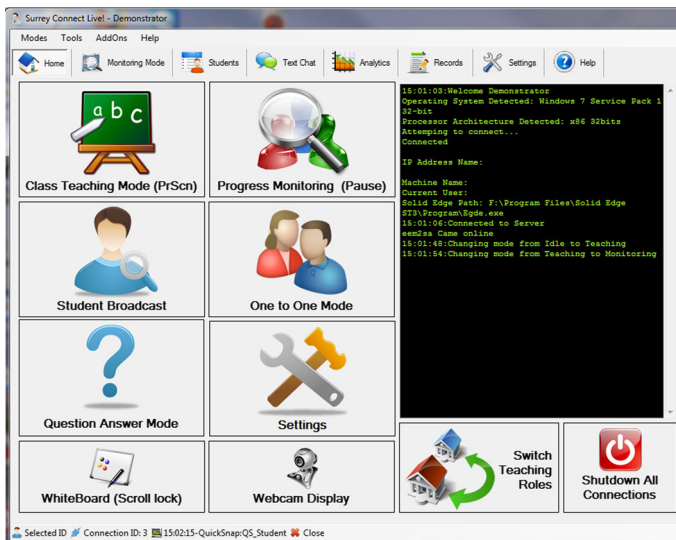 Surrey Connect Live! - Demonstrator
Modes Tools AddOns Help
Home Monitoring Mode Students Text Chat Analytics Records Settings Help
abc
Class Teaching Mode (PrScn)
Progress Monitoring (Pause)
Student Broadcast
One to One Mode
Question Answer Mode
Settings
WhiteBoard (Scroll lock)
Webcam Display
15:01:03:Welcome Demonstrator
Operating System Detected: Windows 7 Service Pack 1
32-bit
Processor Architecture Detected: x86 32bits
Attemping to connect...
Connected
IP Address Name:
Machine Name:
Current User:
Solid Edge Path: F:\Program Files\Solid Edge
ST3\Program\Egde.exe
15:01:06:Connected to Server
eem2sa Came online
15:01:48:Changing mode from Idle to Teaching
15:01:54:Changing mode from Teaching to Monitoring
Switch
Teaching
Roles
Shutdown All
Connections
Selected ID Connection ID: 3 15:02:15-QuickSnap:QS_Student Close